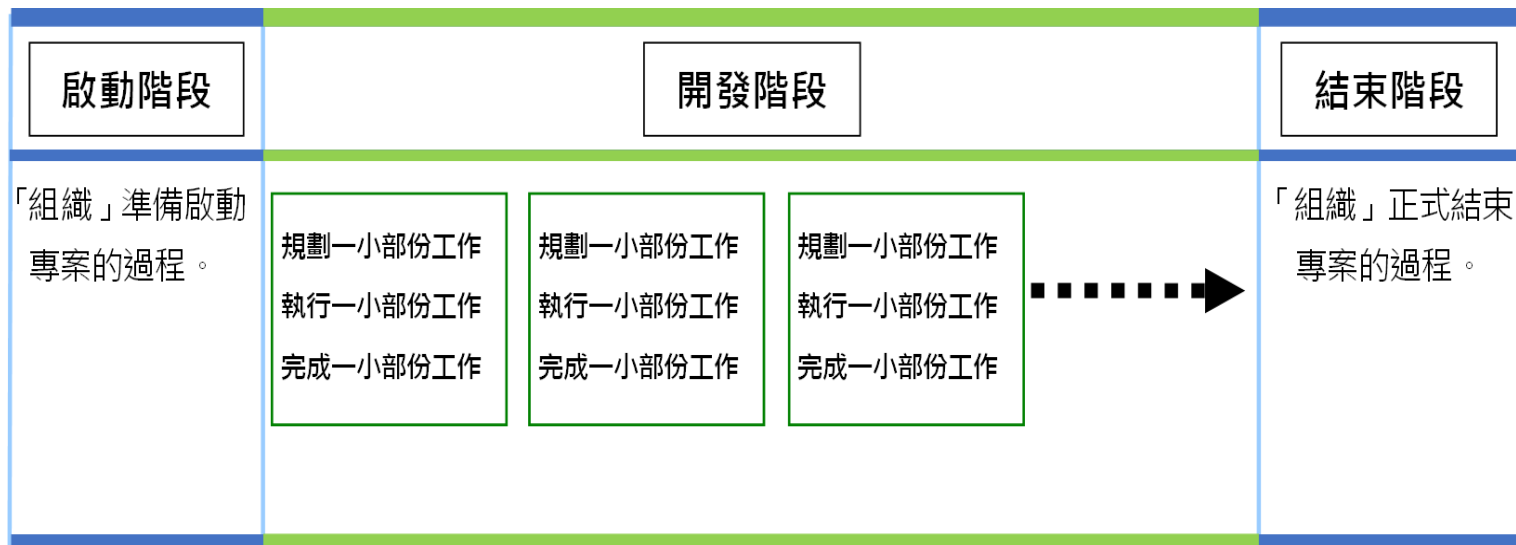 啟動階段
開發階段
結束階段
「組織」準備啟動
專案的過程。
規劃一小部份工作
執行一小部份工作
完成一小部份工作
規劃一小部份工作
執行一小部份工作
完成一小部份工作
規劃一小部份工作
執行一小部份工作
完成一小部份工作
「組織」正式結束
專案的過程。